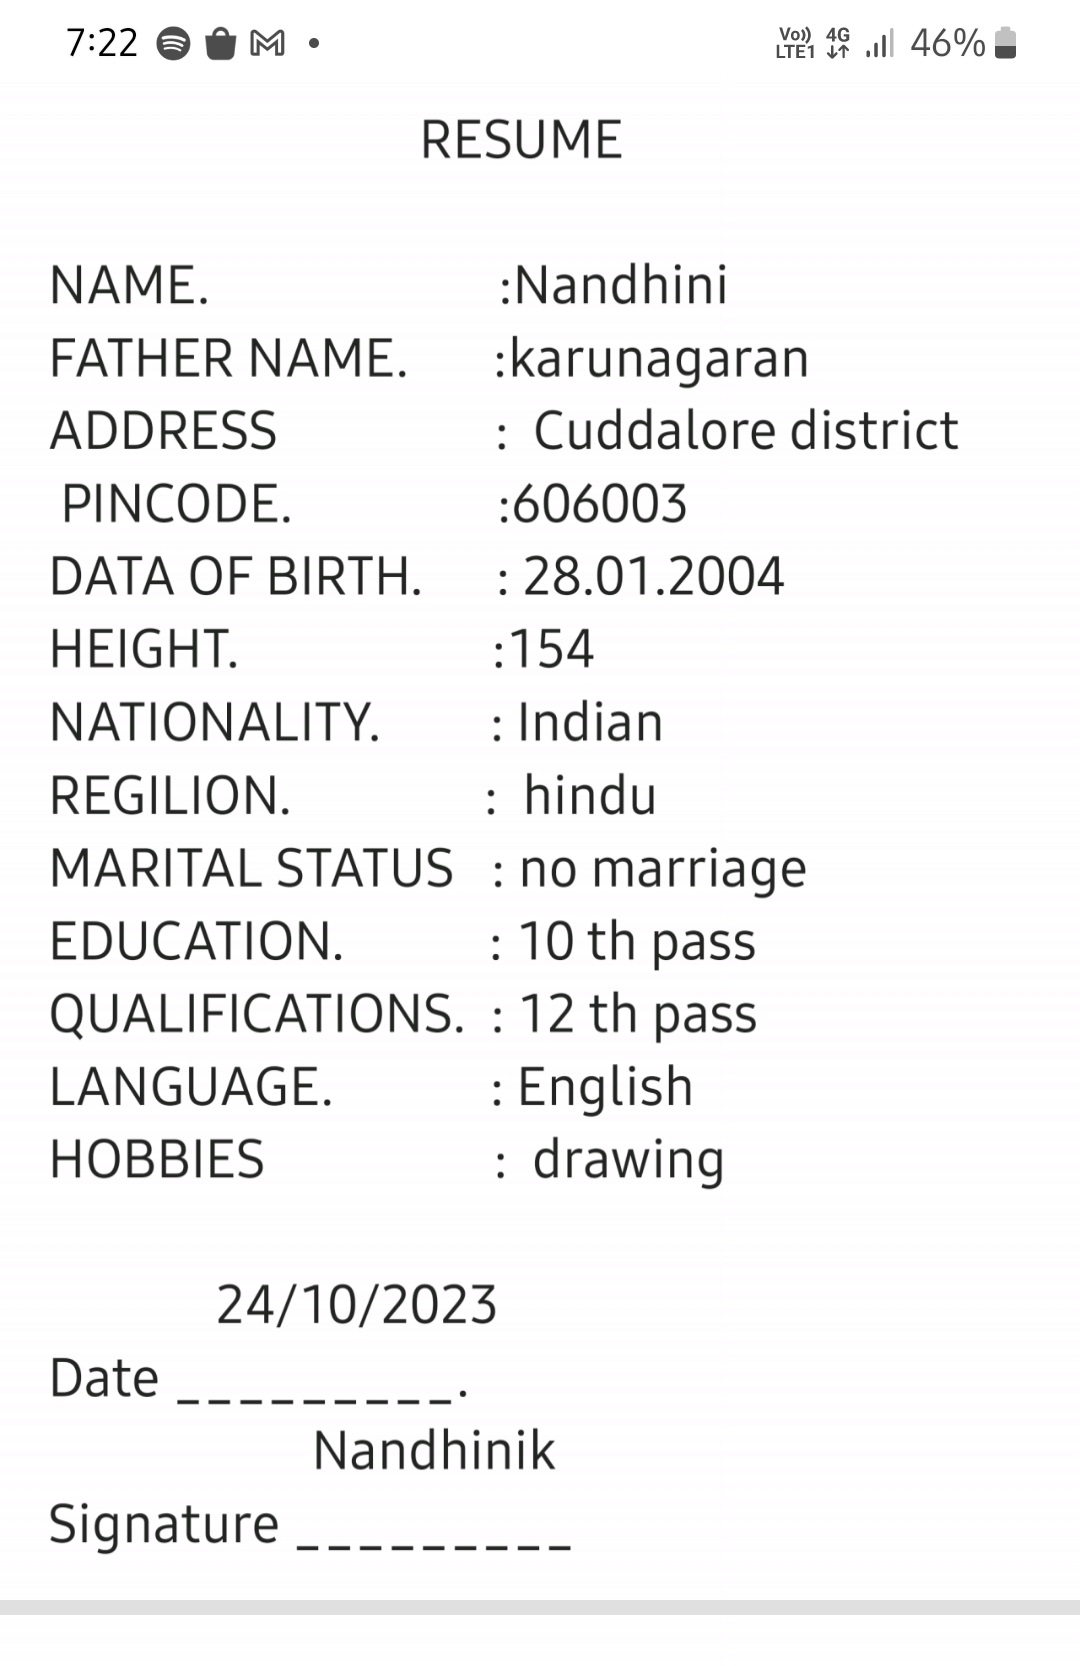 7:22 Vo)) LTE1 4G 46%
RESUME
NAME. :Nandhini
FATHER NAME. :karunagaran
ADDRESS : Cuddalore district
PINCODE. :606003
DATA OF BIRTH. : 28.01.2004
HEIGHT. :154
NATIONALITY. : Indian
REGILION. : hindu
MARITAL STATUS : no marriage
EDUCATION. : 10 th pass
QUALIFICATIONS. : 12 th pass
LANGUAGE. : English
HOBBIES : drawing
24/10/2023
Date _________.
Nandhinik
Signature _________